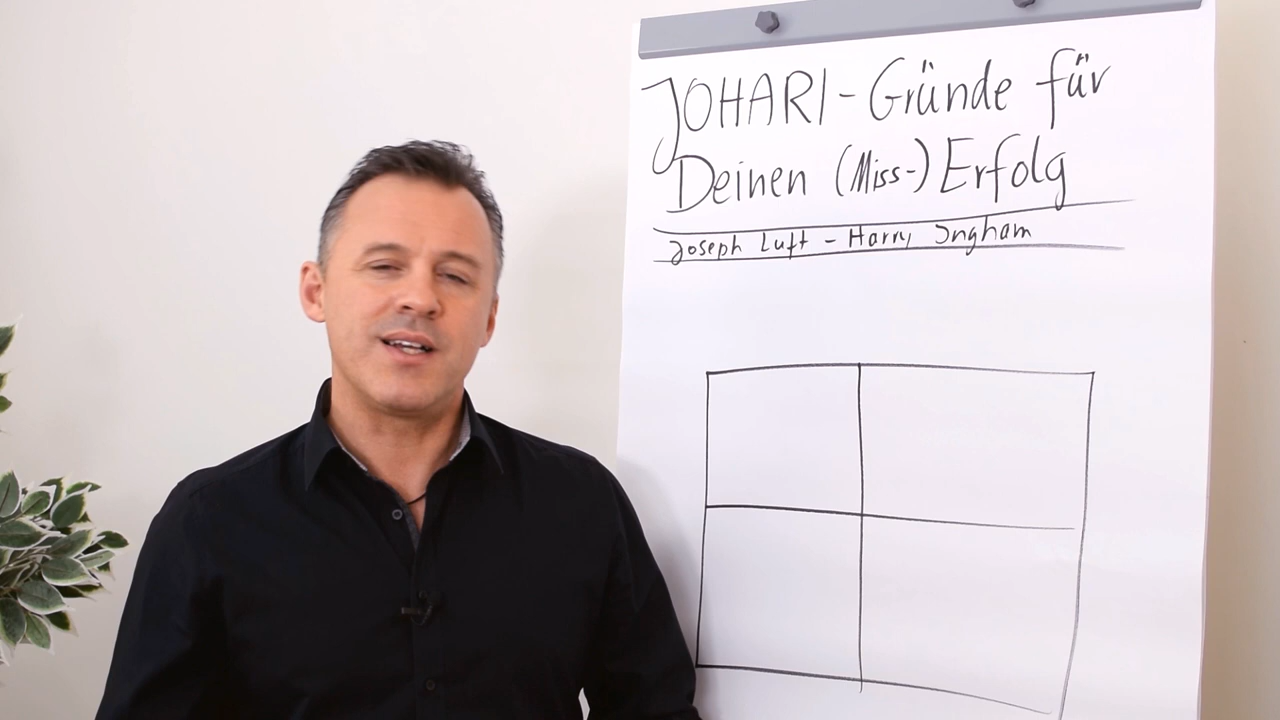 JOHARI - Gründe für
Deinen (Miss-) Erfolg
Joseph Luft - Harry Ingham